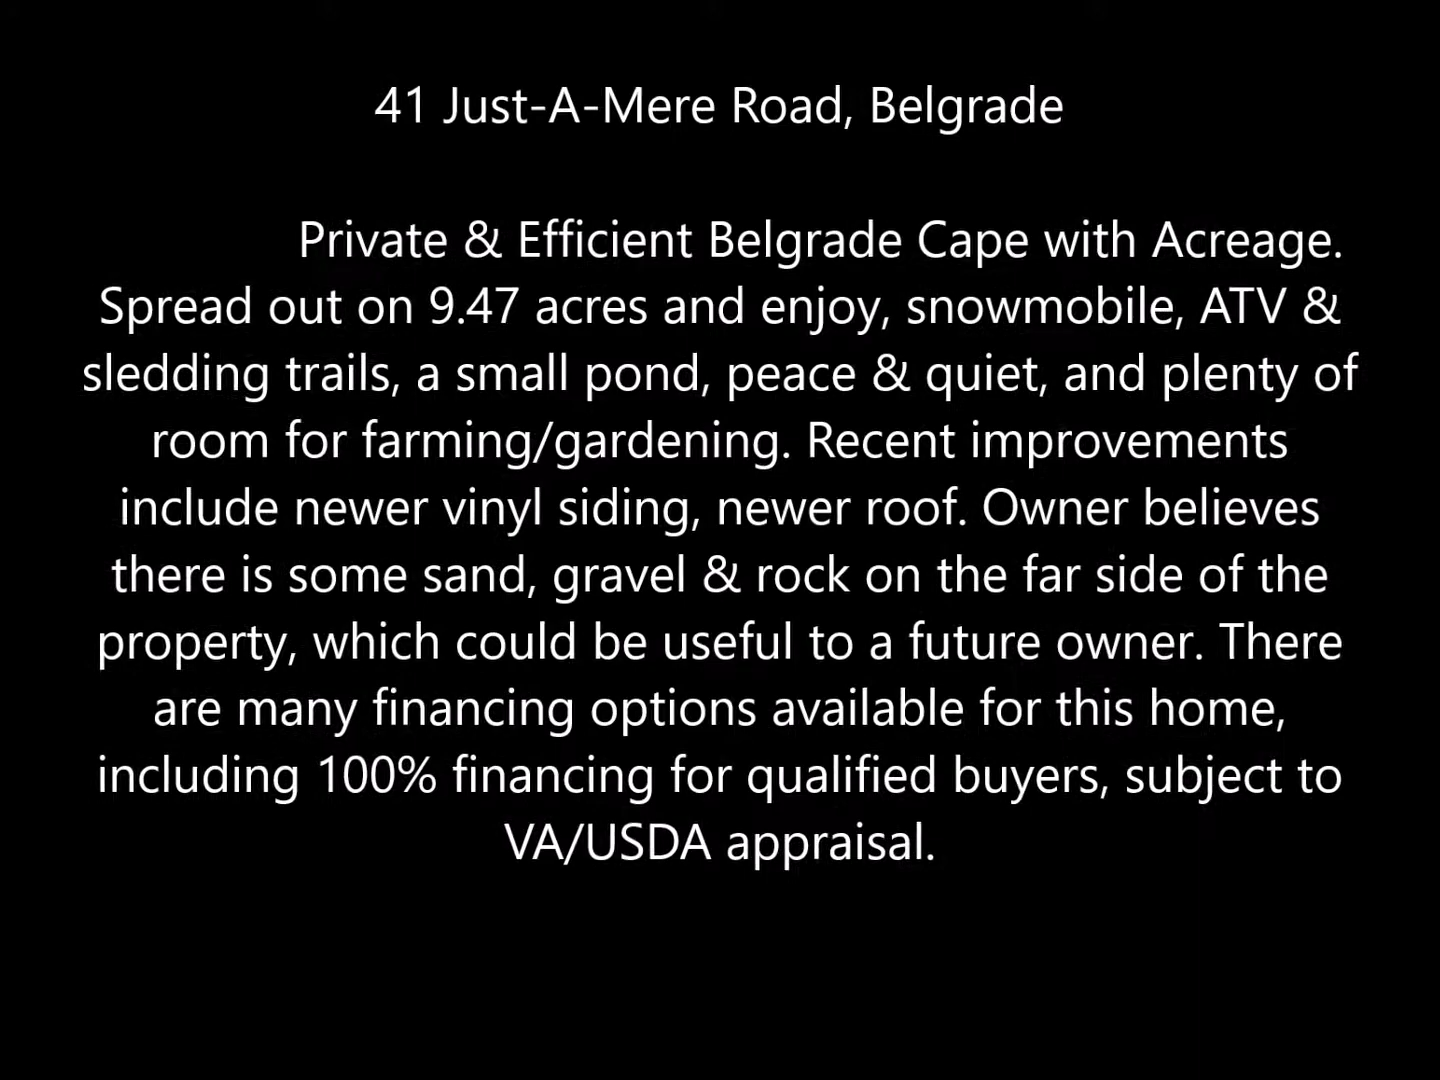 41 Just-A-Mere Road, Belgrade
Private & Efficient Belgrade Cape with Acreage.
Spread out on 9.47 acres and enjoy, snowmobile, ATV &
sledding trails, a small pond, peace & quiet, and plenty of
room for farming/gardening. Recent improvements
include newer vinyl siding, newer roof. Owner believes
there is some sand, gravel & rock on the far side of the
property, which could be useful to a future owner. There
are many financing options available for this home,
including 100% financing for qualified buyers, subject to
VA/USDA appraisal.